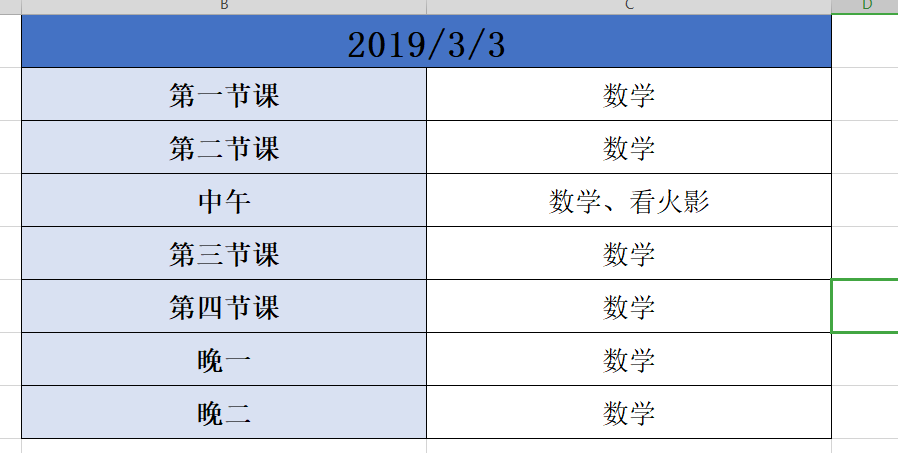 B C D
2019/3/3
第一节课 数学
第二节课 数学
中午 数学、看火影
第三节课 数学
第四节课 数学
晚一 数学
晚二 数学